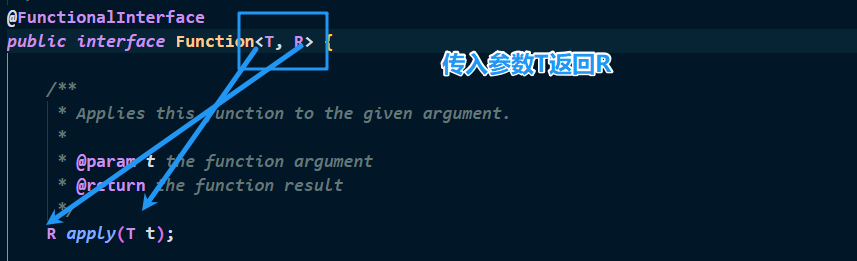 @FunctionalInterface
public interface Function<T, R> {
传入参数T返回R
/**
* Applies this function to the given argument.
*
* @param t the function argument
* @return the function result
*/
R apply(T t);